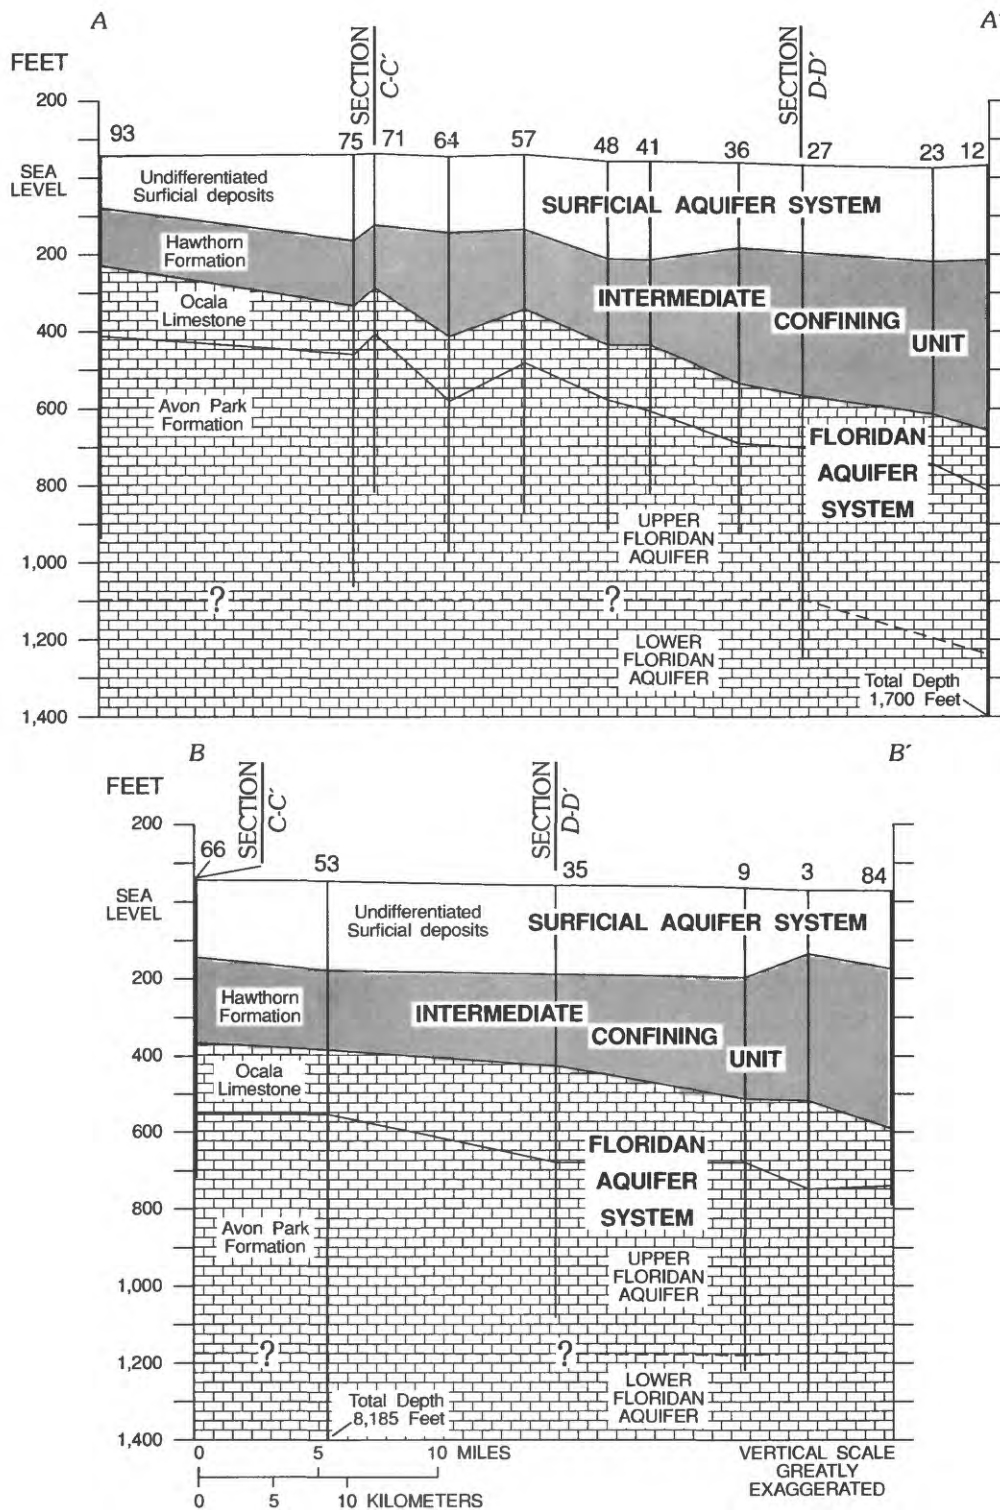 A
A'
FEET
SECTION
C-C'
SECTION
D-D'
200
93
75
71
64
57
48
41
36
27
23
12
SEA
LEVEL
Undifferentiated
Surficial deposits
SURFICIAL AQUIFER SYSTEM
200
Hawthorn
Formation
Ocala
Limestone
INTERMEDIATE
CONFINING
UNIT
400
Avon Park
Formation
600
FLORIDAN
AQUIFER
SYSTEM
800
UPPER
FLORIDAN
AQUIFER
1,000
?
?
1,200
LOWER
FLORIDAN
AQUIFER
Total Depth
1,700 Feet
1,400
B
B'
FEET
SECTION
C-C'
SECTION
D-D'
200
66
53
35
9
3
84
SEA
LEVEL
Undifferentiated
Surficial deposits
SURFICIAL AQUIFER SYSTEM
200
Hawthorn
Formation
INTERMEDIATE
CONFINING
UNIT
400
Ocala
Limestone
600
FLORIDAN
AQUIFER
SYSTEM
800
Avon Park
Formation
UPPER
FLORIDAN
AQUIFER
1,000
?
?
1,200
LOWER
FLORIDAN
AQUIFER
Total Depth
8,185 Feet
1,400
0 5 10 MILES
0 5 10 KILOMETERS
VERTICAL SCALE
GREATLY
EXAGGERATED